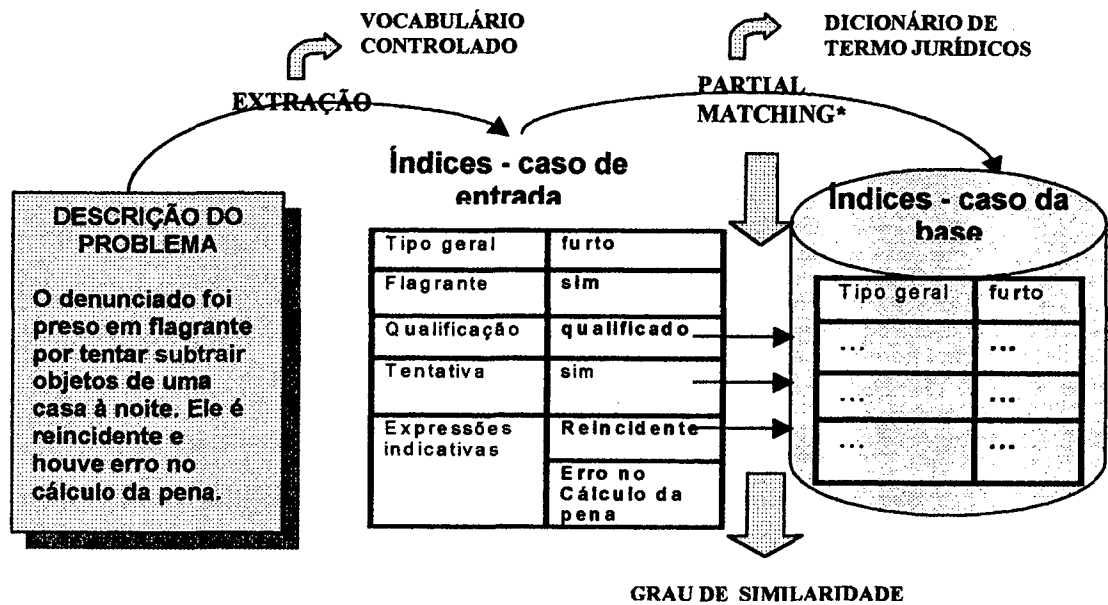 VOCABULÁRIO
CONTROLADO
DICIONÁRIO DE
TERMO JURÍDICOS
EXTRAÇÃO
PARTIAL
MATCHING*
DESCRIÇÃO DO
PROBLEMA
O denunciado foi
preso em flagrante
por tentar subtrair
objetos de uma
casa à noite. Ele é
reincidente e
houve erro no
cálculo da pena.
Índices - caso de
entrada
Tipo geral furto
Flagrante sim
Qualificação qualificado
Tentativa sim
Expressões Reincidente
indicativas
Erro no
Cálculo da
pena
Índices - caso da
base
Tipo geral furto
... ...
... ...
... ...
GRAU DE SIMILARIDADE